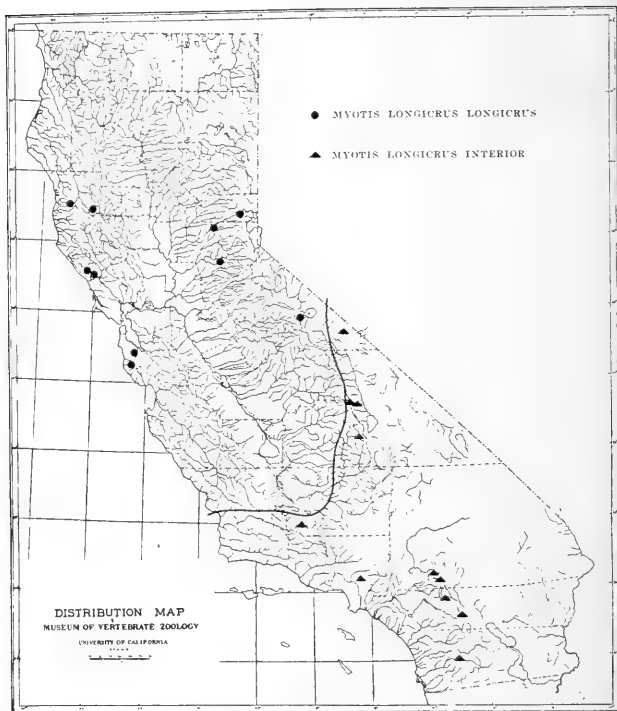 MYOTIS LONGICRUS LONGICRUS
MYOTIS LONGICRUS INTERIOR
DISTRIBUTION MAP
MUSEUM OF VERTEBRATE ZOOLOGY
UNIVERSITY OF CALIFORNIA